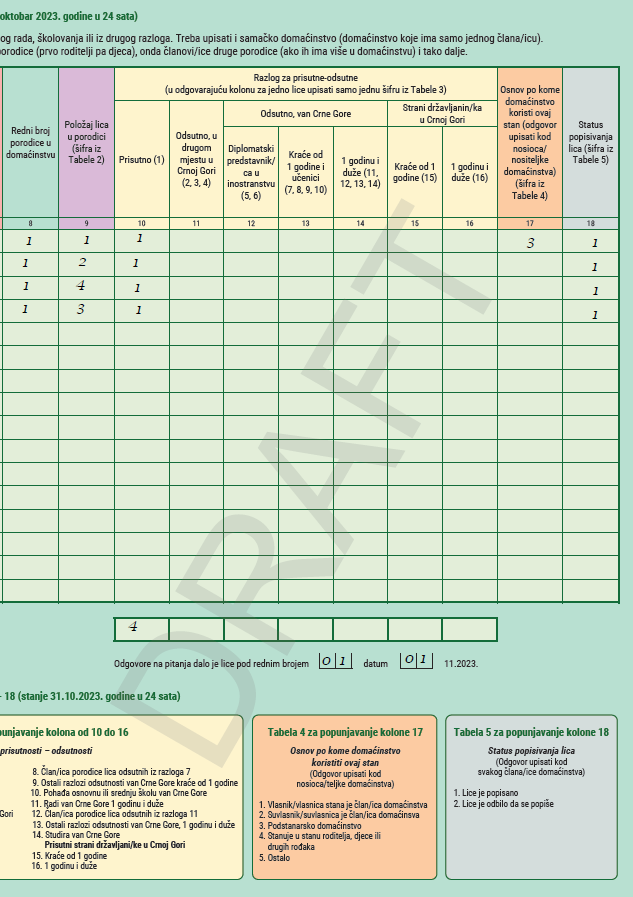 oktobar 2023. godine u 24 sata)
og rada, školovanja ili iz drugog razloga. Treba upisati i samačko domaćinstvo (domaćinstvo koje ima samo jednog člana/icu).
porodice (prvo roditelji pa djeca), onda članovi/ice druge porodice (ako ih ima više u domaćinstvu) i tako dalje.
Redni broj porodice u domaćinstvu
Položaj lica u porodici (šifra iz Tabele 2)
Razlog za prisutne-odsutne
(u odgovarajuću kolonu za jedno lice upisati samo jednu šifru iz Tabele 3)
Prisutno (1)
Odsutno, u drugom mjestu u Crnoj Gori (2, 3, 4)
Odsutno, van Crne Gore
Diplomatski predstavnik/ca u inostranstvu (5, 6)
Kraće od 1 godine i učenici (7, 8, 9, 10)
1 godinu i duže (11, 12, 13, 14)
Strani državljanin/ka u Crnoj Gori
Kraće od 1 godine (15)
1 godinu i duže (16)
Osnov po kome domaćinstvo koristi ovaj stan (odgovor upisati kod nosioca/nositeljke domaćinstva) (šifra iz Tabele 4)
Status popisivanja lica (šifra iz Tabele 5)
8 9 10 11 12 13 14 15 16 17 18
1 1 1 3 1
1 2 1 1
1 4 1 1
1 3 1 1
4
Odgovore na pitanja dalo je lice pod rednim brojem 0 1 datum 0 1 11.2023.
- 18 (stanje 31.10.2023. godine u 24 sata)
punjavanje kolona od 10 do 16
prisutnosti – odsutnosti
8. Član/ica porodice lica odsutnih iz razloga 7
9. Ostali razlozi odsutnosti van Crne Gore kraće od 1 godine
10. Pohađa osnovnu ili srednju školu van Crne Gore
11. Radi van Crne Gore 1 godinu i duže
Gori 12. Član/ica porodice lica odsutnih iz razloga 11
13. Ostali razlozi odsutnosti van Crne Gore, 1 godinu i duže
14. Studira van Crne Gore
Prisutni strani državljani/ke u Crnoj Gori
15. Kraće od 1 godine
16. 1 godinu i duže
Tabela 4 za popunjavanje kolone 17
Osnov po kome domaćinstvo
koristiti ovaj stan
(Odgovor upisati kod
nosioca/teljke domaćinstva)
1. Vlasnik/vlasnica stana je član/ica domaćinstva
2. Suvlasnik/suvlasnica je član/ica domaćinsva
3. Podstanarsko domaćinstvo
4. Stanuje u stanu roditelja, djece ili
drugih rođaka
5. Ostalo
Tabela 5 za popunjavanje kolone 18
Status popisivanja lica
(Odgovor upisati kod
svakog člana/ice domaćinstva)
1. Lice je popisano
2. Lice je odbilo da se popiše
DRAFT